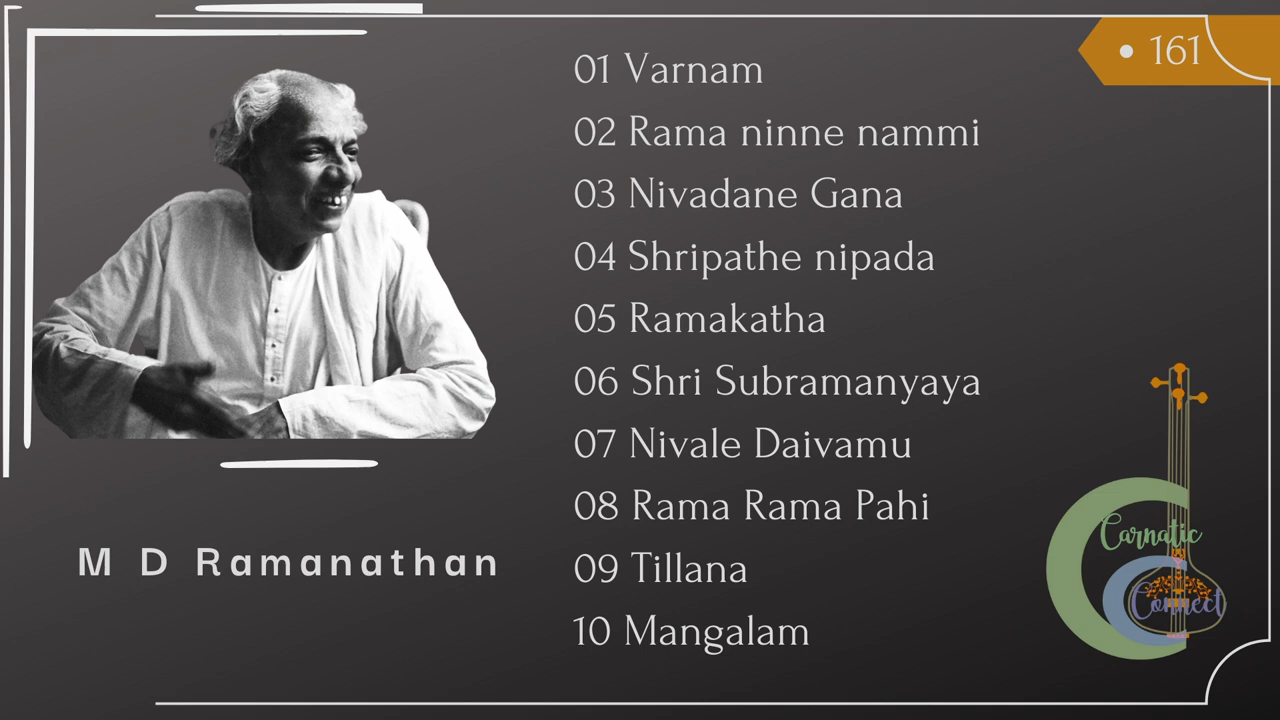 • 161
01 Varnam
02 Rama ninne nammi
03 Nivadane Gana
04 Shripathe nipada
05 Ramakatha
06 Shri Subramanyaya
07 Nivale Daivamu
08 Rama Rama Pahi
09 Tillana
10 Mangalam
M D Ramanathan
Carnatic
Connect